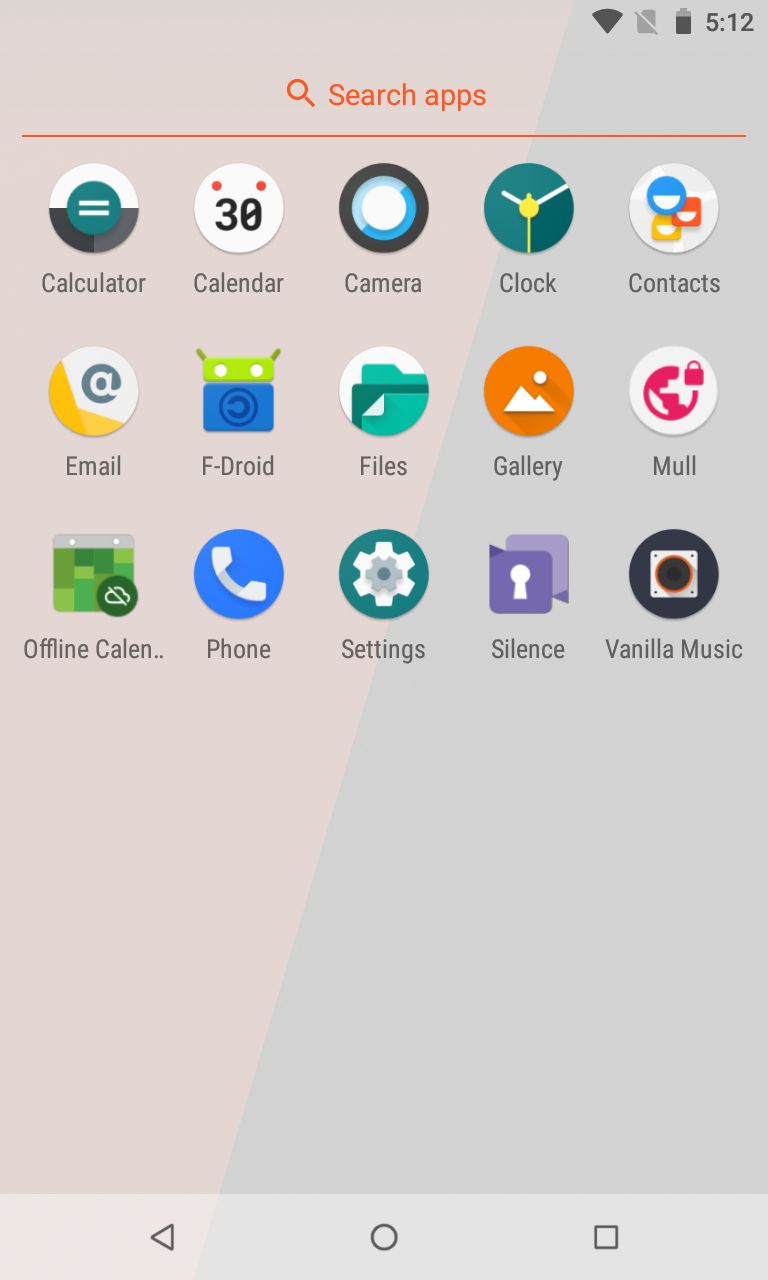 5:12
Search apps
30
Calculator Calendar Camera Clock Contacts
@
Email F-Droid Files Gallery Mull
Offline Calen.. Phone Settings Silence Vanilla Music